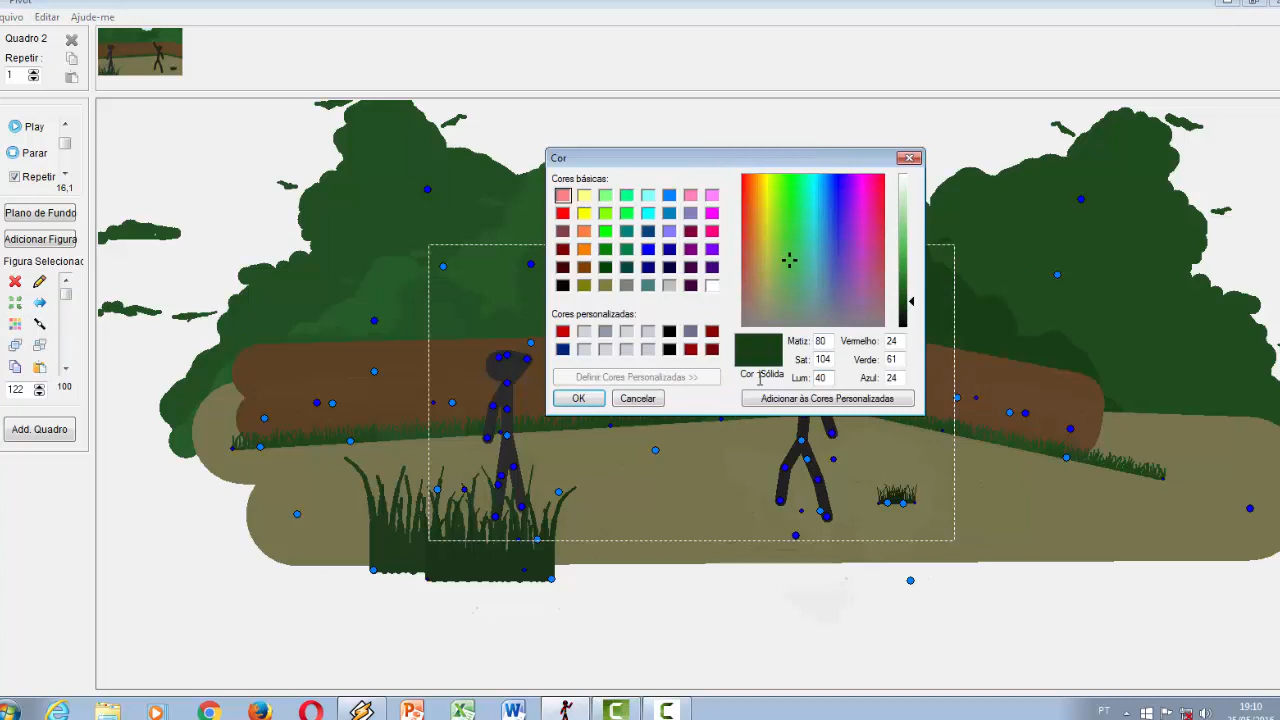 Pivot
quivo Editar Ajude-me
Quadro 2
Repetir :
1
Play
Parar
Repetir
16,1
Plano de Fundo
Adicionar Figura
Figura Selecionac
122
100
Add. Quadro
Cor
Cores básicas:
Cores personalizadas:
Definir Cores Personalizadas >>
OK
Cancelar
Cor Sólida
Matiz: 80
Sat: 104
Lum: 40
Vermelho: 24
Verde: 61
Azul: 24
Adicionar às Cores Personalizadas
PT
19:10